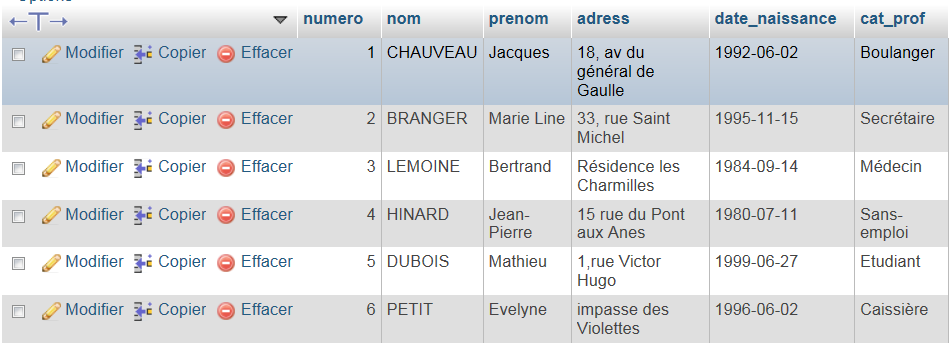 numero nom prenom adress date_naissance cat_prof
Modifier Copier Effacer 1 CHAUVEAU Jacques 18, av du Boulanger 1992-06-02
général de
Gaulle
Modifier Copier Effacer 2 BRANGER Marie Line 33, rue Saint 1995-11-15 Secrétaire
Michel
Modifier Copier Effacer 3 LEMOINE Bertrand Résidence les 1984-09-14 Médecin
Charmilles
Modifier Copier Effacer 4 HINARD Jean- 15 rue du Pont 1980-07-11 Sans-
Pierre aux Anes emploi
Modifier Copier Effacer 5 DUBOIS Mathieu 1,rue Victor 1999-06-27 Etudiant
Hugo
Modifier Copier Effacer 6 PETIT Evelyne impasse des 1996-06-02 Caissière
Violettes